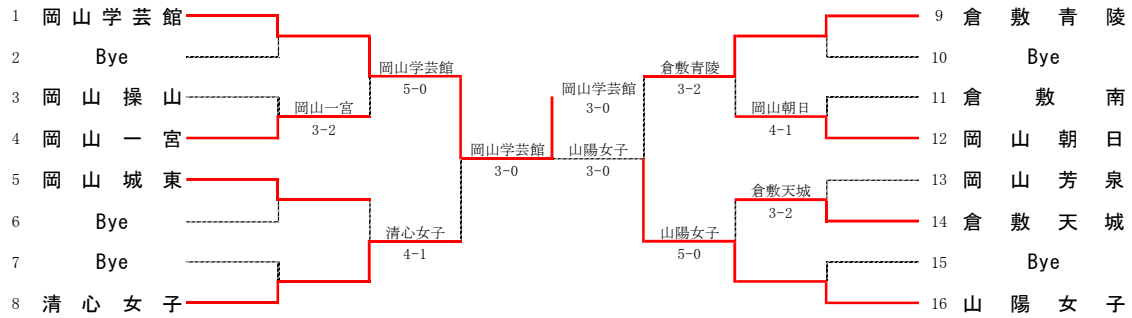 1 岡山学芸館
2 Bye
3 岡山操山
4 岡山一宮
5 岡山城東
6 Bye
7 Bye
8 清心女子
岡山一宮
3-2
岡山学芸館
5-0
清心女子
4-1
岡山学芸館
3-0
岡山学芸館
3-0
山陽女子
3-0
倉敷青陵
3-2
山陽女子
5-0
岡山朝日
4-1
倉敷天城
3-2
9 倉敷青陵
10 Bye
11 倉敷南
12 岡山朝日
13 岡山芳泉
14 倉敷天城
15 Bye
16 山陽女子